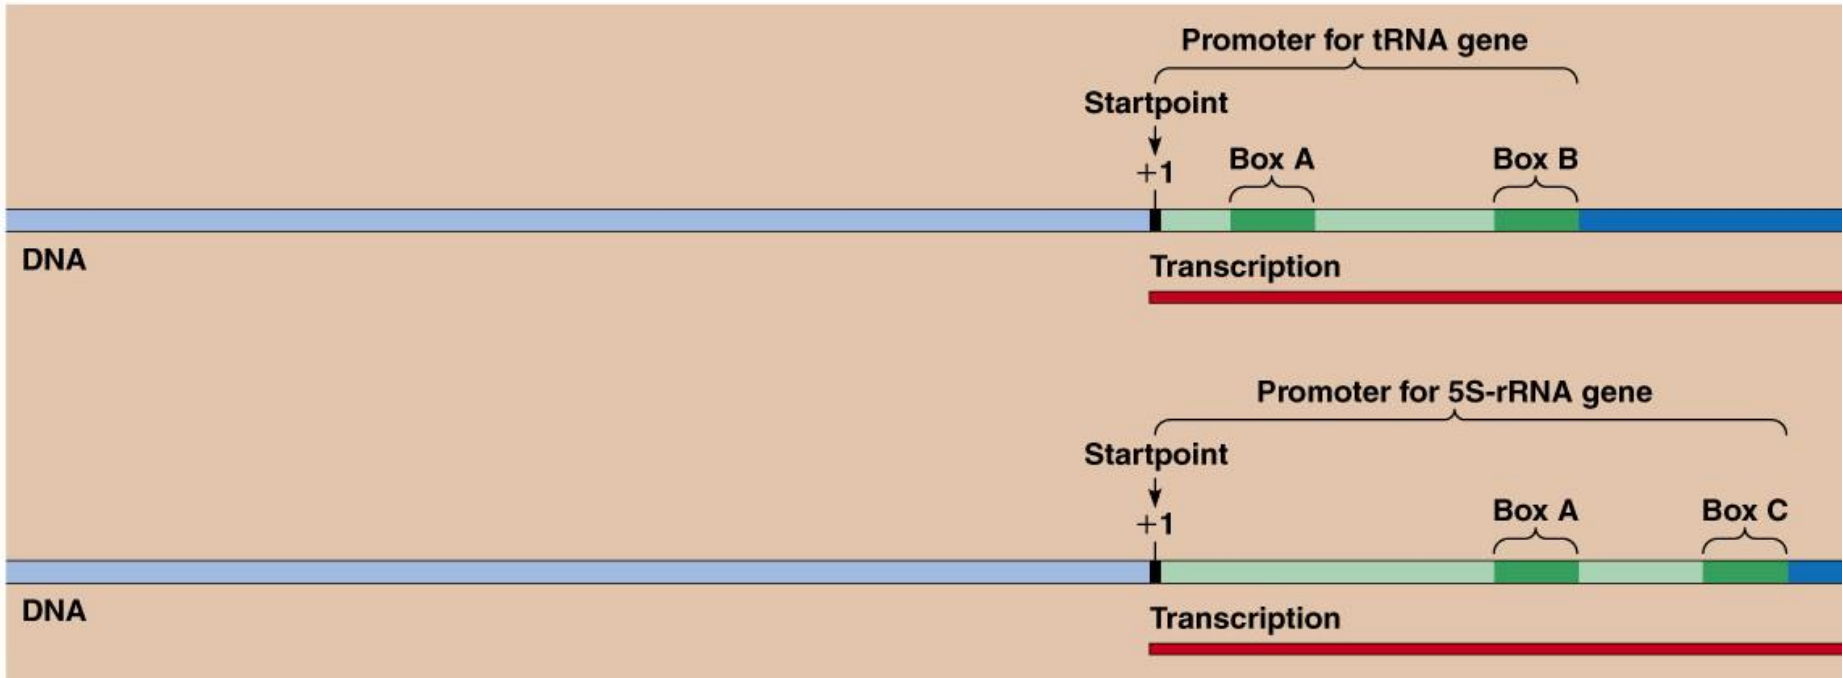 Promoter for tRNA gene
Startpoint
+1
Box A
Box B
DNA
Transcription
Promoter for 5S-rRNA gene
Startpoint
+1
Box A
Box C
DNA
Transcription